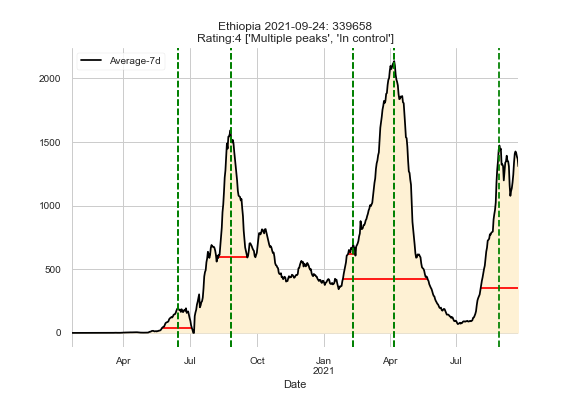 Ethiopia 2021-09-24: 339658
Rating:4 ['Multiple peaks', 'In control']
Average-7d
2000
1500
1000
500
0
Apr
Jul
Oct
Jan
2021
Apr
Jul
Date